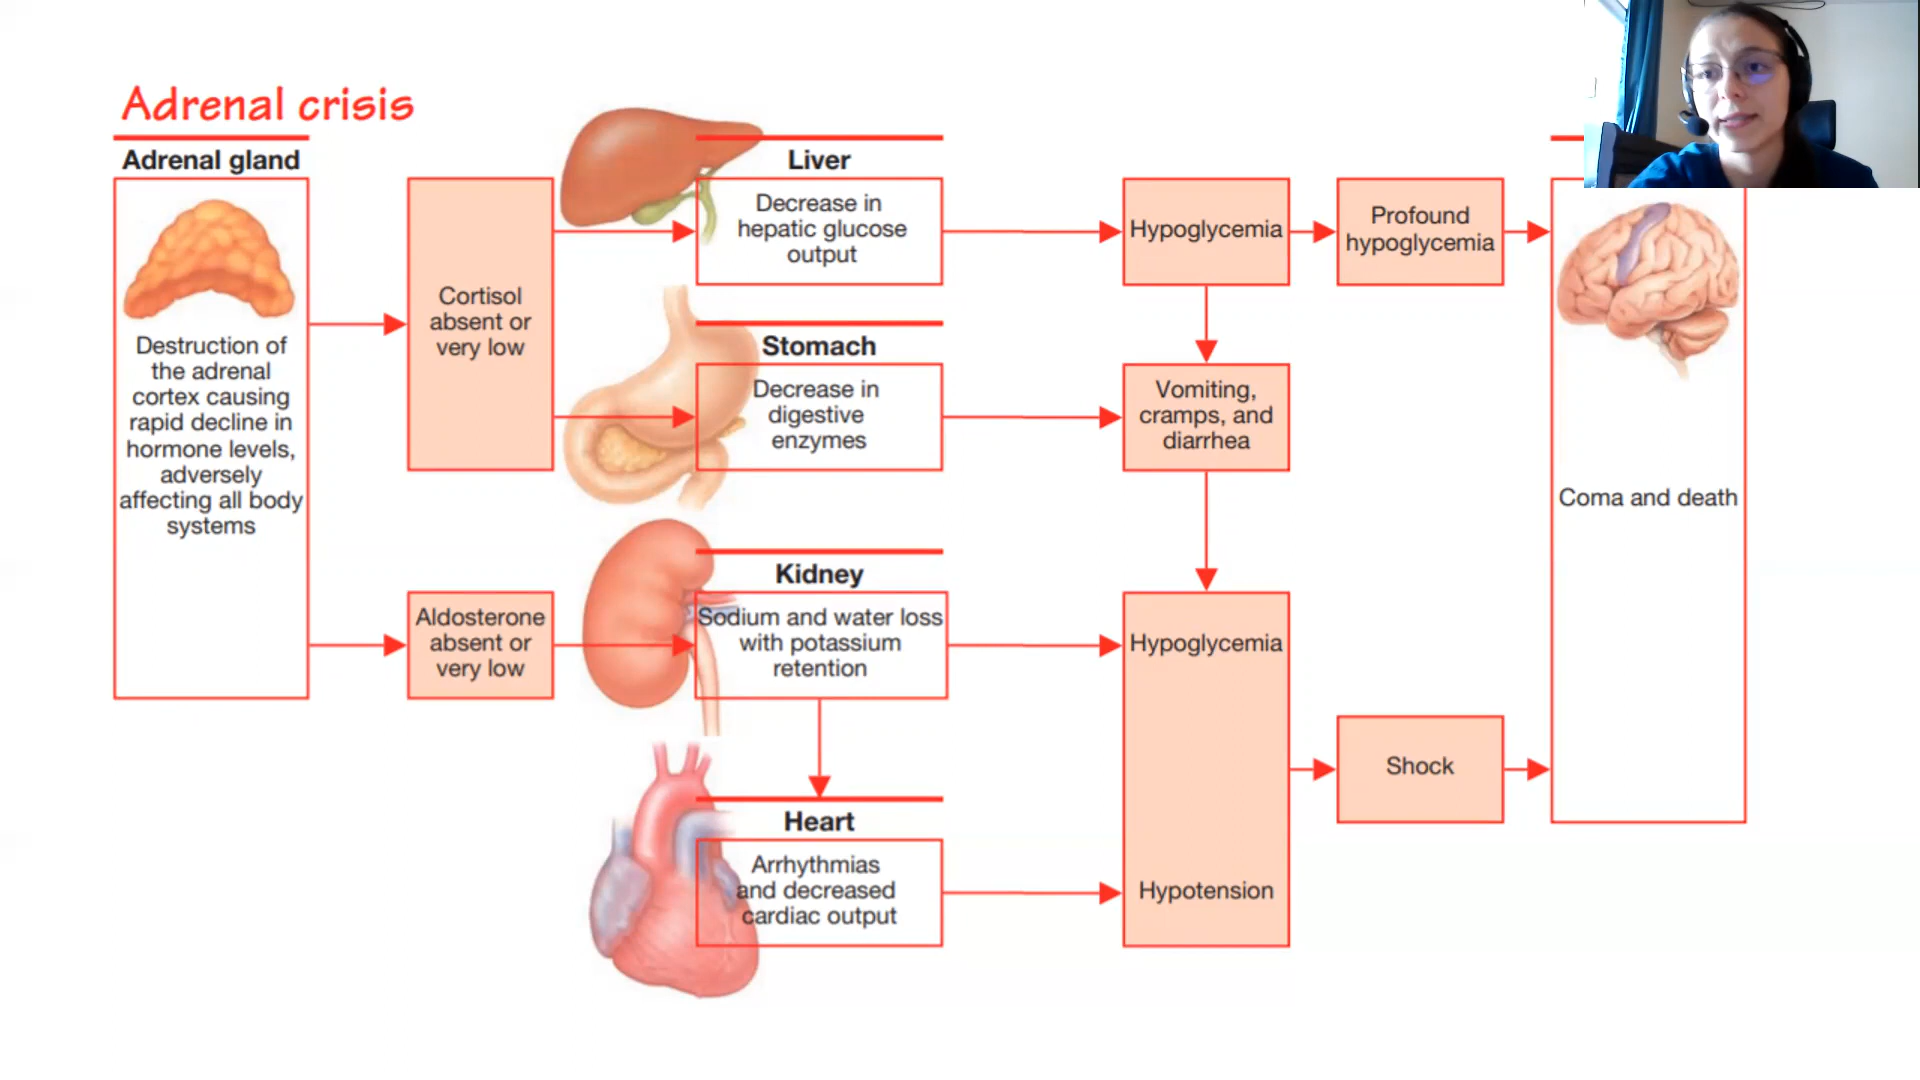 Adrenal crisis
Adrenal gland
Destruction of
the adrenal
cortex causing
rapid decline in
hormone levels,
adversely
affecting all body
systems
Cortisol
absent or
very low
Aldosterone
absent or
very low
Liver
Decrease in
hepatic glucose
output
Stomach
Decrease in
digestive
enzymes
Kidney
Sodium and water loss
with potassium
retention
Heart
Arrhythmias
and decreased
cardiac output
Hypoglycemia
Vomiting,
cramps, and
diarrhea
Hypoglycemia
Hypotension
Profound
hypoglycemia
Shock
Coma and death